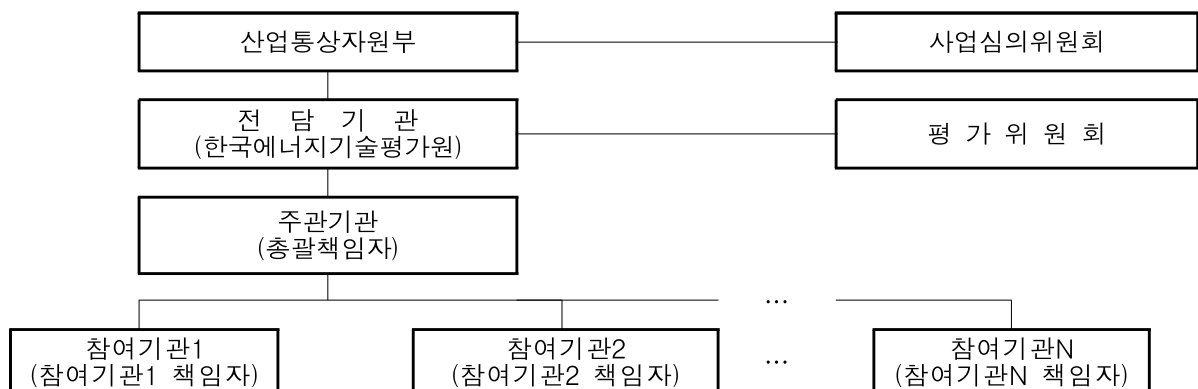 산업통상자원부
사업심의위원회
전 담 기 관
(한국에너지기술평가원)
평 가 위 원 회
주관기관
(총괄책임자)
...
참여기관1
(참여기관1 책임자)
참여기관2
(참여기관2 책임자)
...
참여기관N
(참여기관N 책임자)